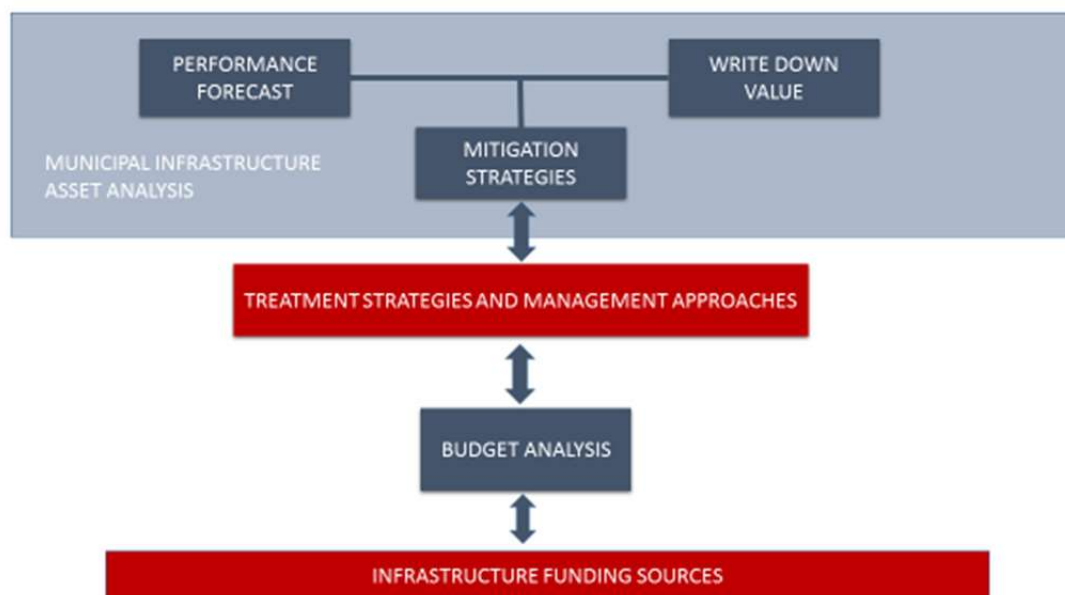 PERFORMANCE
FORECAST
WRITE DOWN
VALUE
MITIGATION
STRATEGIES
MUNICIPAL INFRASTRUCTURE
ASSET ANALYSIS
TREATMENT STRATEGIES AND MANAGEMENT APPROACHES
BUDGET ANALYSIS
INFRASTRUCTURE FUNDING SOURCES